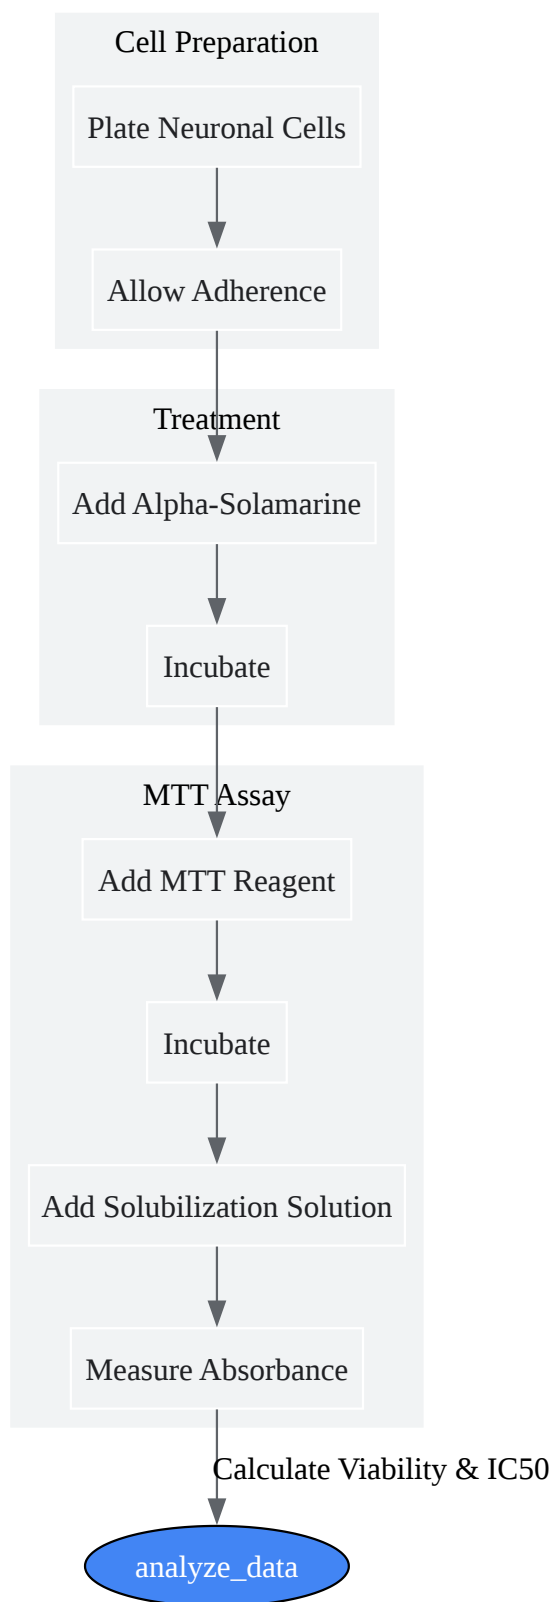 Cell Preparation
Plate Neuronal Cells
Allow Adherence
Treatment
Add Alpha-Solamarine
Incubate
MTT Assay
Add MTT Reagent
Incubate
Add Solubilization Solution
Measure Absorbance
Calculate Viability & IC50
analyze_data